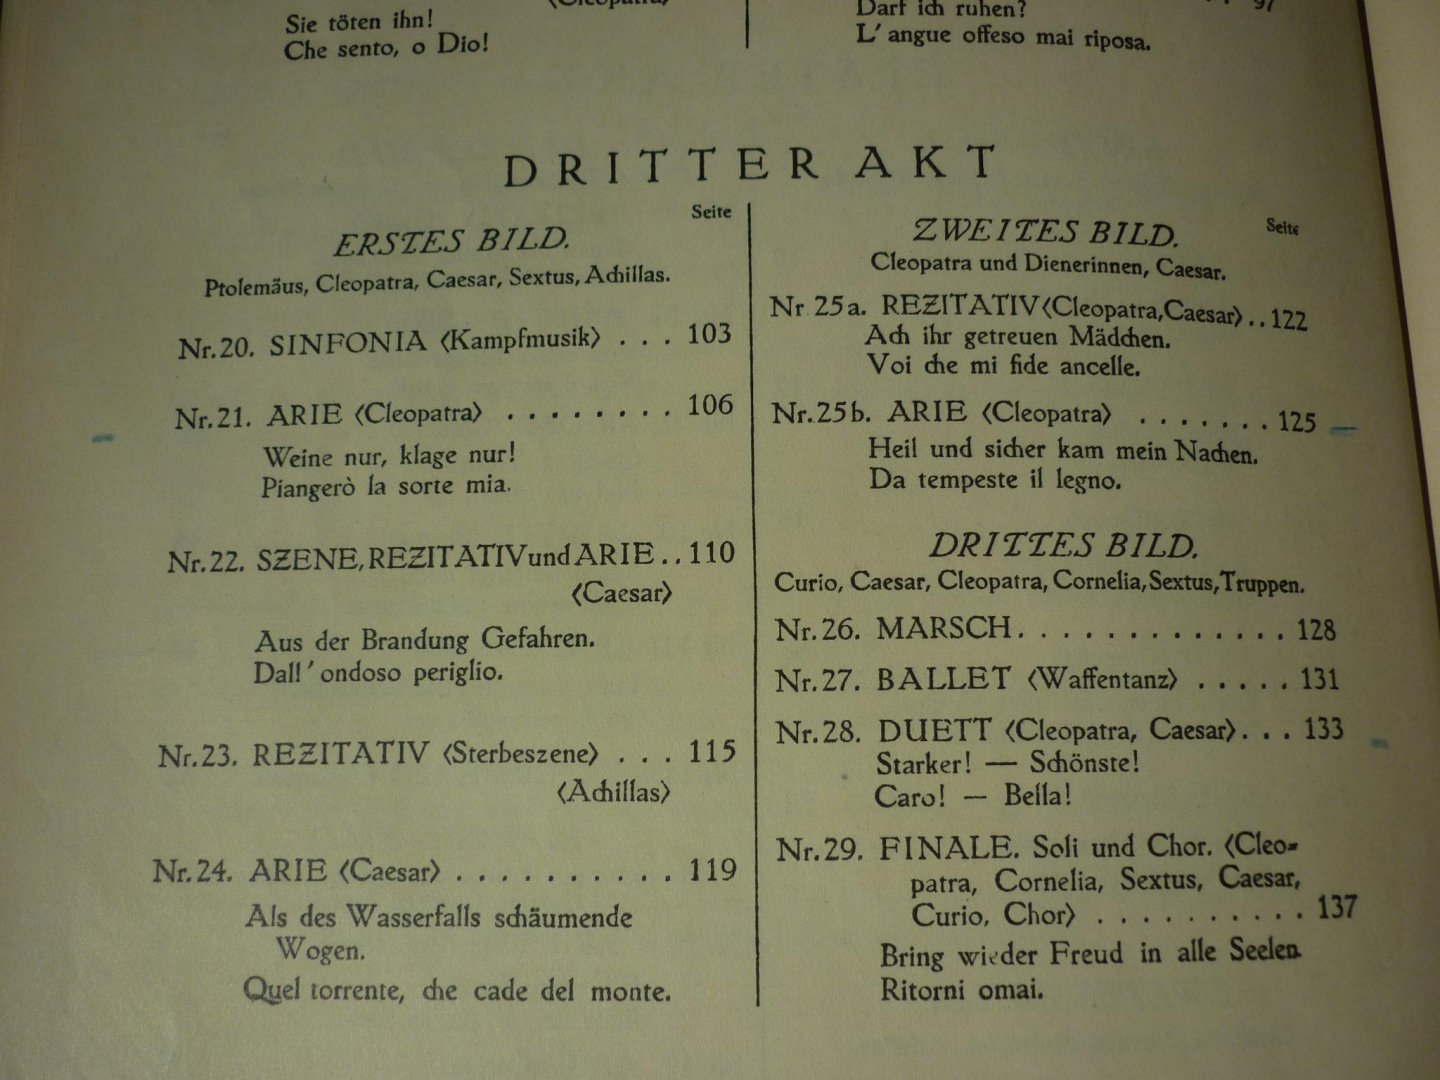 Sie töten ihn!
Che sento, o Dio!
Darf ich ruhen?
L' angue offeso mai riposa.
97
DRITTER AKT
Seite
ERSTES BILD.
Ptolemäus, Cleopatra, Caesar, Sextus, Achillas.
Nr. 20. SINFONIA ⟨Kampfmusik⟩ . . . 103
Nr. 21. ARIE ⟨Cleopatra⟩ . . . . . . . . 106
Weine nur, klage nur!
Piangerò la sorte mia.
Nr. 22. SZENE, REZITATIV und ARIE . . 110
⟨Caesar⟩
Aus der Brandung Gefahren.
Dall' ondoso periglio.
Nr. 23. REZITATIV ⟨Sterbeszene⟩ . . . 115
⟨Achillas⟩
Nr. 24. ARIE ⟨Caesar⟩ . . . . . . . . . . 119
Als des Wasserfalls schäumende
Wogen.
Quel torrente, che cade del monte.
Seite
ZWEITES BILD.
Cleopatra und Dienerinnen, Caesar.
Nr 25a. REZITATIV ⟨Cleopatra, Caesar⟩ . . 122
Ach ihr getreuen Mädchen.
Voi che mi fide ancelle.
Nr. 25b. ARIE ⟨Cleopatra⟩ . . . . . . . 125
Heil und sicher kam mein Nachen.
Da tempeste il legno.
DRITTES BILD.
Curio, Caesar, Cleopatra, Cornelia, Sextus, Truppen.
Nr. 26. MARSCH . . . . . . . . . . . . . 128
Nr. 27. BALLET ⟨Waffentanz⟩ . . . . . 131
Nr. 28. DUETT ⟨Cleopatra, Caesar⟩ . . . 133
Starker! — Schönste!
Caro! — Bella!
Nr. 29. FINALE. Soli und Chor. ⟨Cleo-
patra, Cornelia, Sextus, Caesar,
Curio, Chor⟩ . . . . . . . . . . 137
Bring wieder Freud in alle Seelen
Ritorni omai.